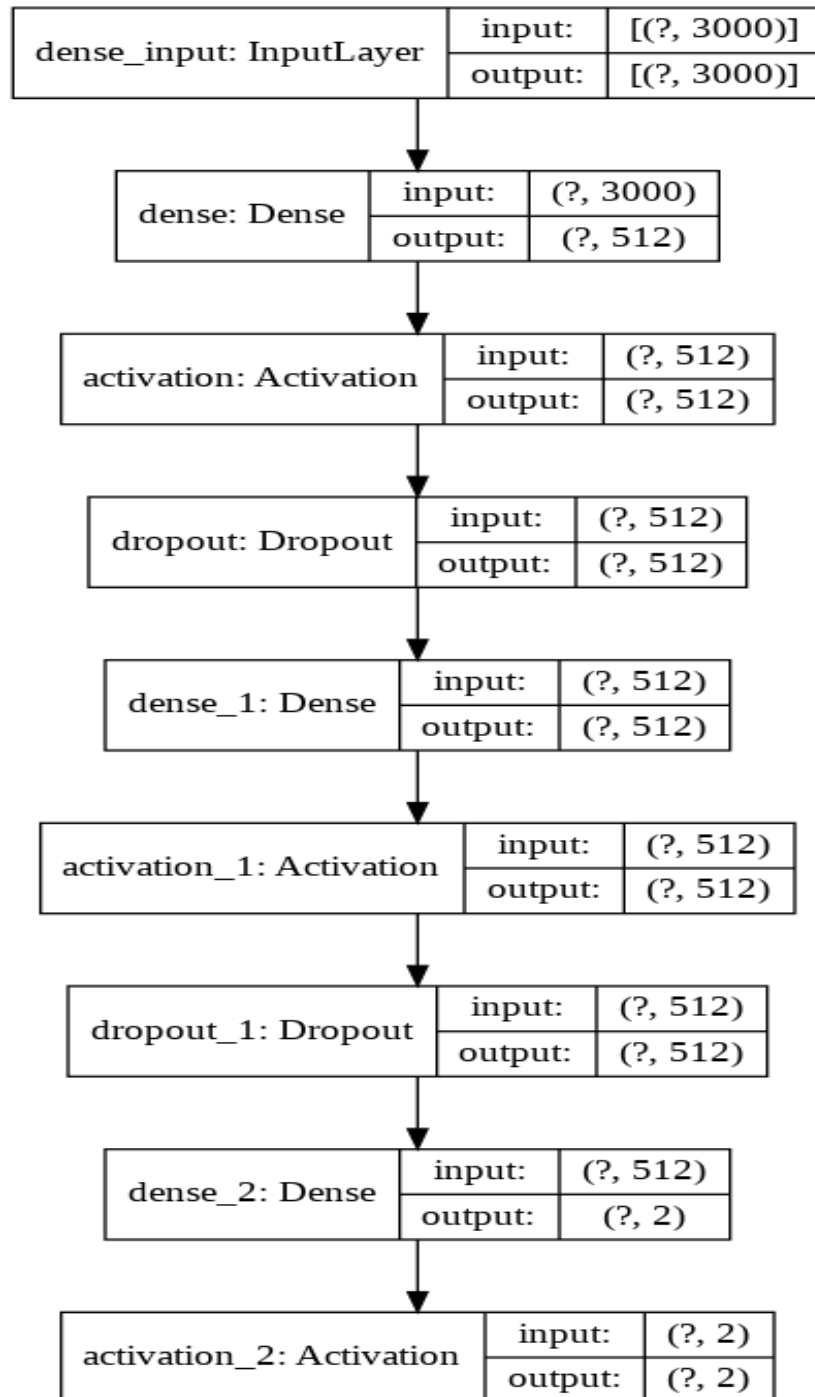 dense_input: InputLayer
input: [(?, 3000)]
output: [(?, 3000)]
dense: Dense
input: (?, 3000)
output: (?, 512)
activation: Activation
input: (?, 512)
output: (?, 512)
dropout: Dropout
input: (?, 512)
output: (?, 512)
dense_1: Dense
input: (?, 512)
output: (?, 512)
activation_1: Activation
input: (?, 512)
output: (?, 512)
dropout_1: Dropout
input: (?, 512)
output: (?, 512)
dense_2: Dense
input: (?, 512)
output: (?, 2)
activation_2: Activation
input: (?, 2)
output: (?, 2)